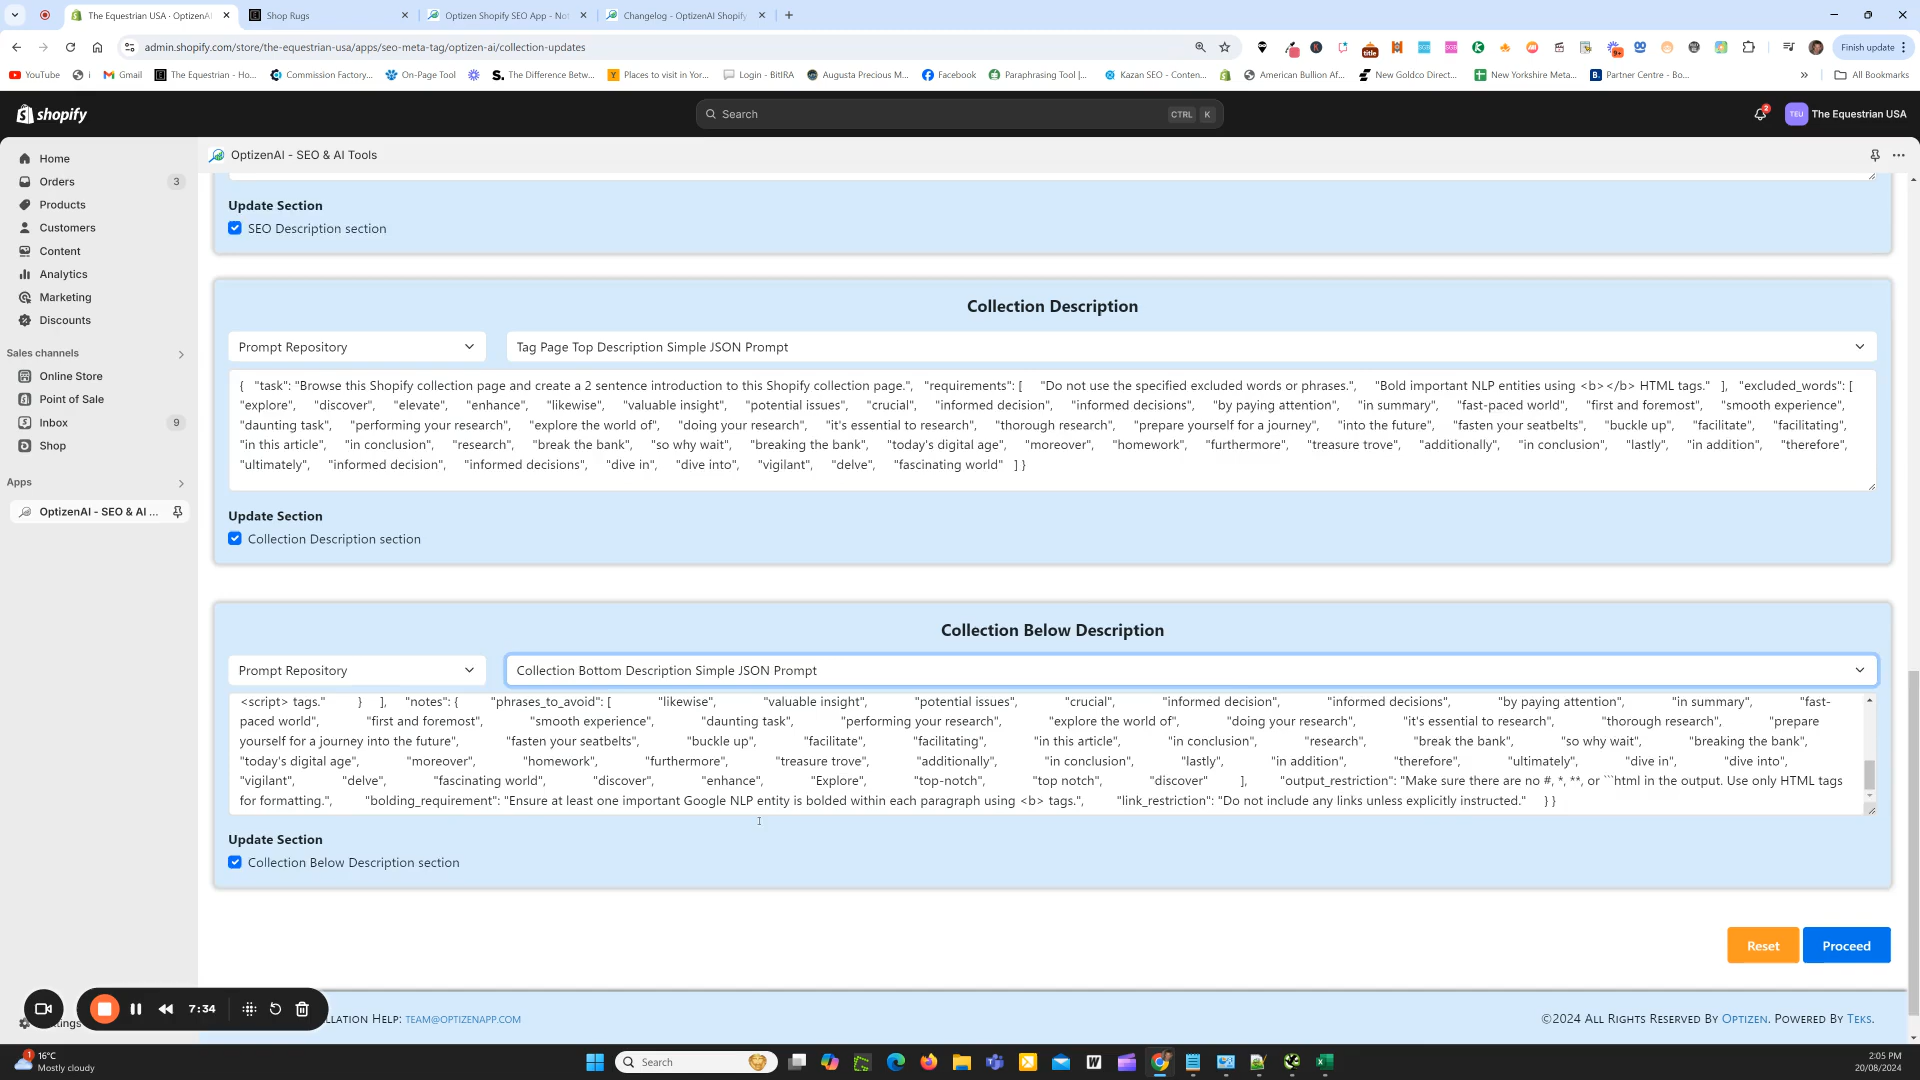 The Equestrian USA · OptizenAI
Shop Rugs
Optizen Shopify SEO App - Not
Changelog - OptizenAI Shopify
admin.shopify.com/store/the-equestrian-usa/apps/seo-meta-tag/optizen-ai/collection-updates
Finish update
YouTube
i
Gmail
The Equestrian - Ho...
Commission Factory...
On-Page Tool
The Difference Betw...
Places to visit in Yor...
Login - BitIRA
Augusta Precious M...
Facebook
Paraphrasing Tool |...
Kazan SEO - Conten...
American Bullion Af...
New Goldco Direct...
New Yorkshire Meta...
Partner Centre - Bo...
All Bookmarks
shopify
Search
CTRL K
2
TEU
The Equestrian USA
Home
Orders 3
Products
Customers
Content
Analytics
Marketing
Discounts
Sales channels
Online Store
Point of Sale
Inbox 9
Shop
Apps
OptizenAI - SEO & AI ...
OptizenAI - SEO & AI Tools
Update Section
SEO Description section
Collection Description
Prompt Repository
Tag Page Top Description Simple JSON Prompt
{ "task": "Browse this Shopify collection page and create a 2 sentence introduction to this Shopify collection page.", "requirements": [ "Do not use the specified excluded words or phrases.", "Bold important NLP entities using <b></b> HTML tags." ], "excluded_words": [
"explore", "discover", "elevate", "enhance", "likewise", "valuable insight", "potential issues", "crucial", "informed decision", "informed decisions", "by paying attention", "in summary", "fast-paced world", "first and foremost", "smooth experience",
"daunting task", "performing your research", "explore the world of", "doing your research", "it's essential to research", "thorough research", "prepare yourself for a journey", "into the future", "fasten your seatbelts", "buckle up", "facilitate", "facilitating",
"in this article", "in conclusion", "research", "break the bank", "so why wait", "breaking the bank", "today's digital age", "moreover", "homework", "furthermore", "treasure trove", "additionally", "in conclusion", "lastly", "in addition", "therefore",
"ultimately", "informed decision", "informed decisions", "dive in", "dive into", "vigilant", "delve", "fascinating world" ] }
Update Section
Collection Description section
Collection Below Description
Prompt Repository
Collection Bottom Description Simple JSON Prompt
<script> tags." } ], "notes": { "phrases_to_avoid": [ "likewise", "valuable insight", "potential issues", "crucial", "informed decision", "informed decisions", "by paying attention", "in summary", "fast-
paced world", "first and foremost", "smooth experience", "daunting task", "performing your research", "explore the world of", "doing your research", "it's essential to research", "thorough research", "prepare
yourself for a journey into the future", "fasten your seatbelts", "buckle up", "facilitate", "facilitating", "in this article", "in conclusion", "research", "break the bank", "so why wait", "breaking the bank",
"today's digital age", "moreover", "homework", "furthermore", "treasure trove", "additionally", "in conclusion", "lastly", "in addition", "therefore", "ultimately", "dive in", "dive into",
"vigilant", "delve", "fascinating world", "discover", "enhance", "Explore", "top-notch", "top notch", "discover" ], "output_restriction": "Make sure there are no #, *, **, or ```html in the output. Use only HTML tags
for formatting.", "bolding_requirement": "Ensure at least one important Google NLP entity is bolded within each paragraph using <b> tags.", "link_restriction": "Do not include any links unless explicitly instructed." } }
Update Section
Collection Below Description section
Reset
Proceed
7:34
LLATION HELP: TEAM@OPTIZENAPP.COM
©2024 ALL RIGHTS RESERVED BY OPTIZEN. POWERED BY TEKS.
1
16°C
Mostly cloudy
Search
2:05 PM
20/08/2024